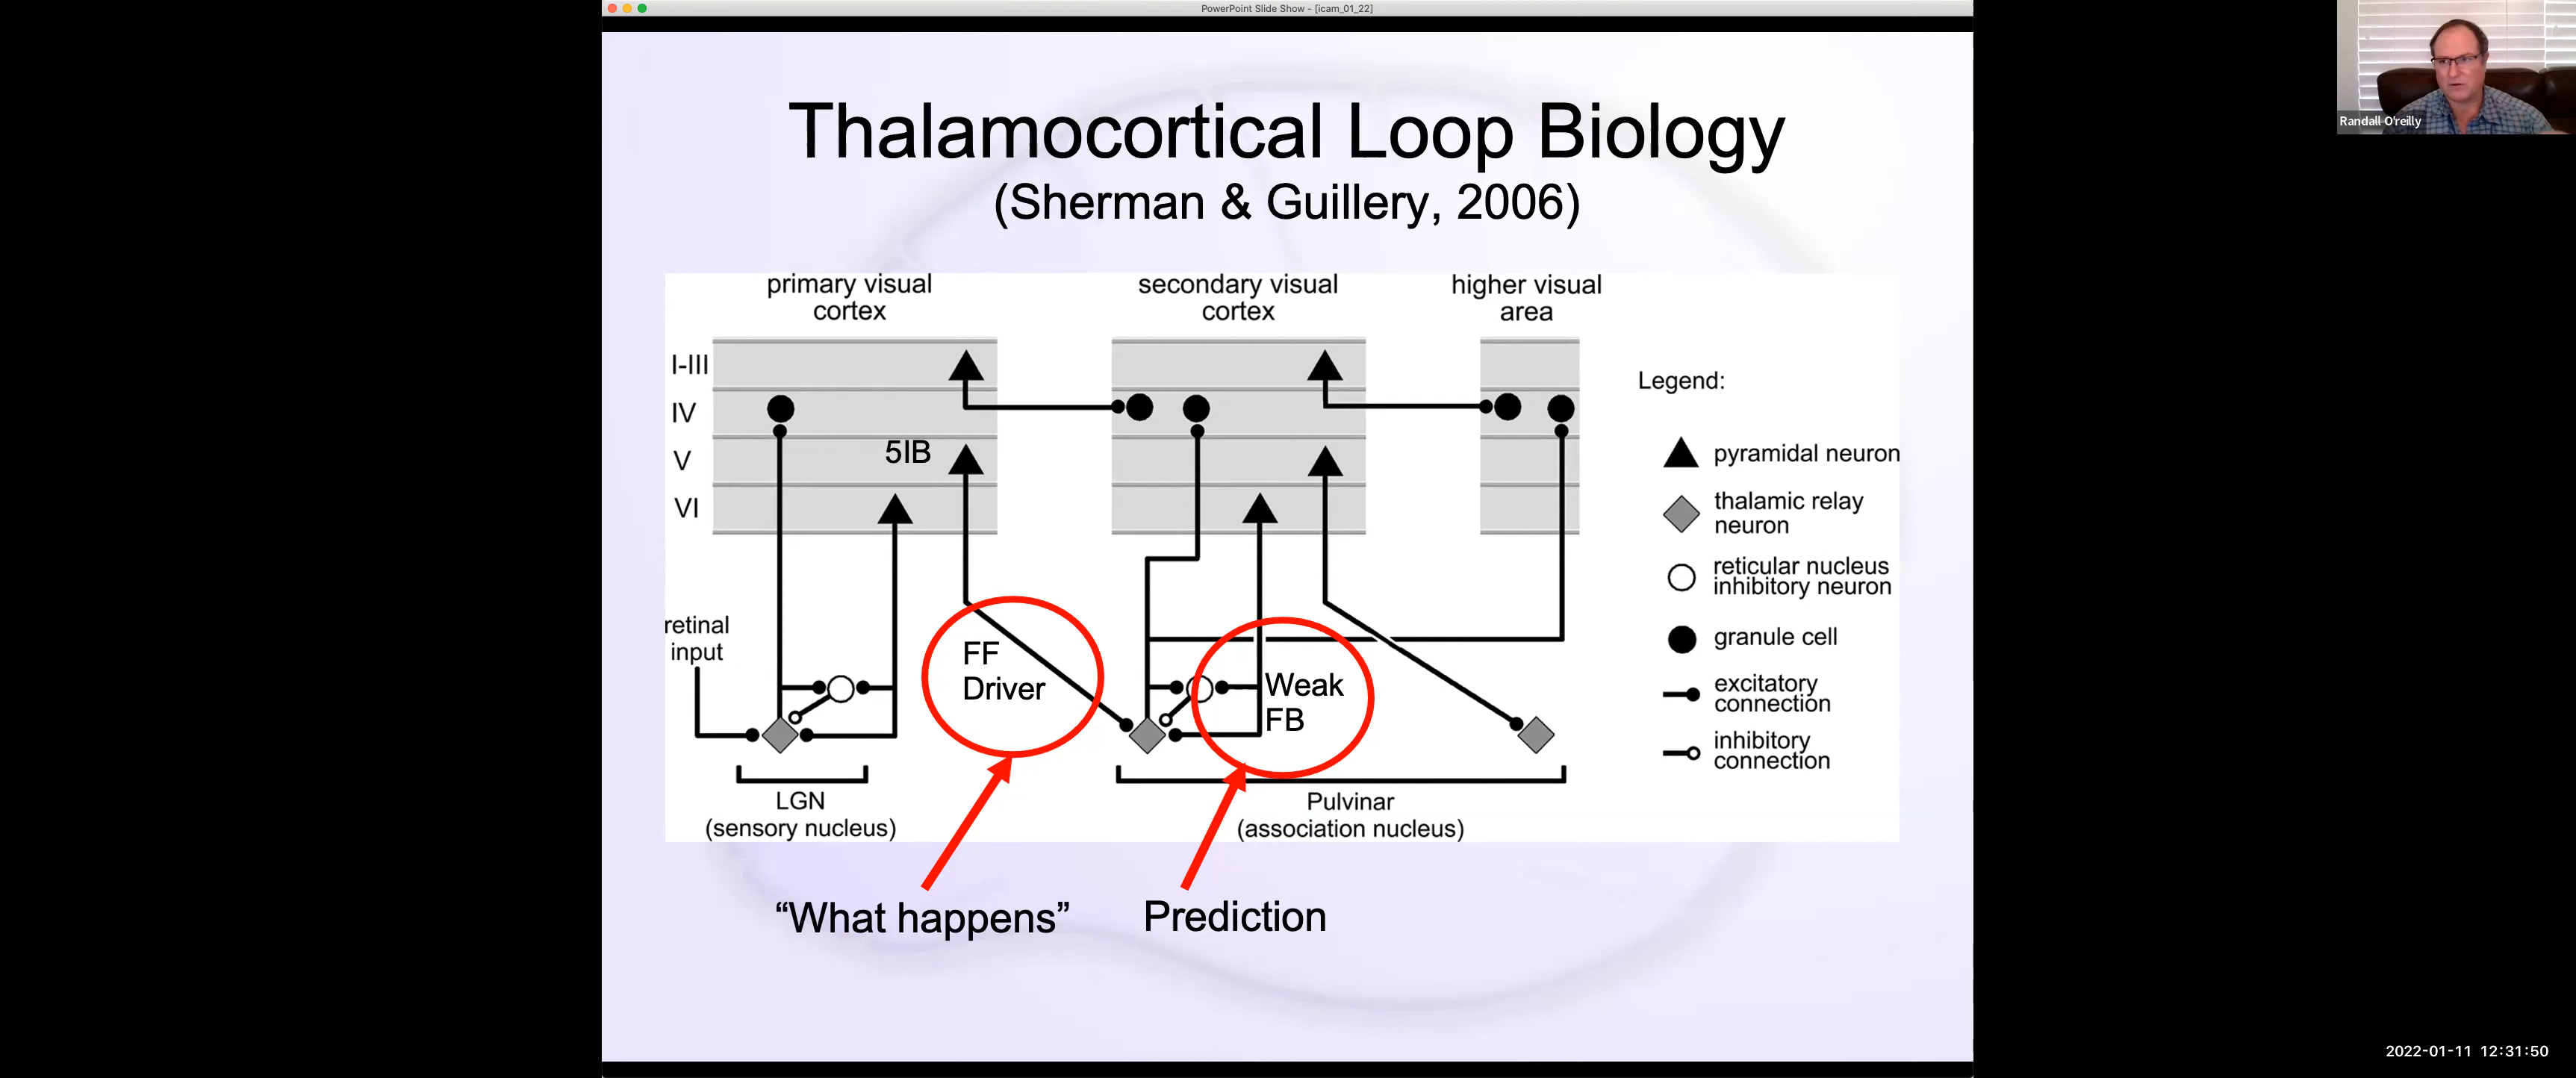 PowerPoint Slide Show - [icam_01_22]
Randall O'reilly
Thalamocortical Loop Biology
(Sherman & Guillery, 2006)
primary visual
cortex
secondary visual
cortex
higher visual
area
I-III
IV
V
VI
5IB
retinal
input
FF
Driver
Weak
FB
LGN
(sensory nucleus)
Pulvinar
(association nucleus)
Legend:
pyramidal neuron
thalamic relay
neuron
reticular nucleus
inhibitory neuron
granule cell
excitatory
connection
inhibitory
connection
“What happens”
Prediction
2022-01-11 12:31:50